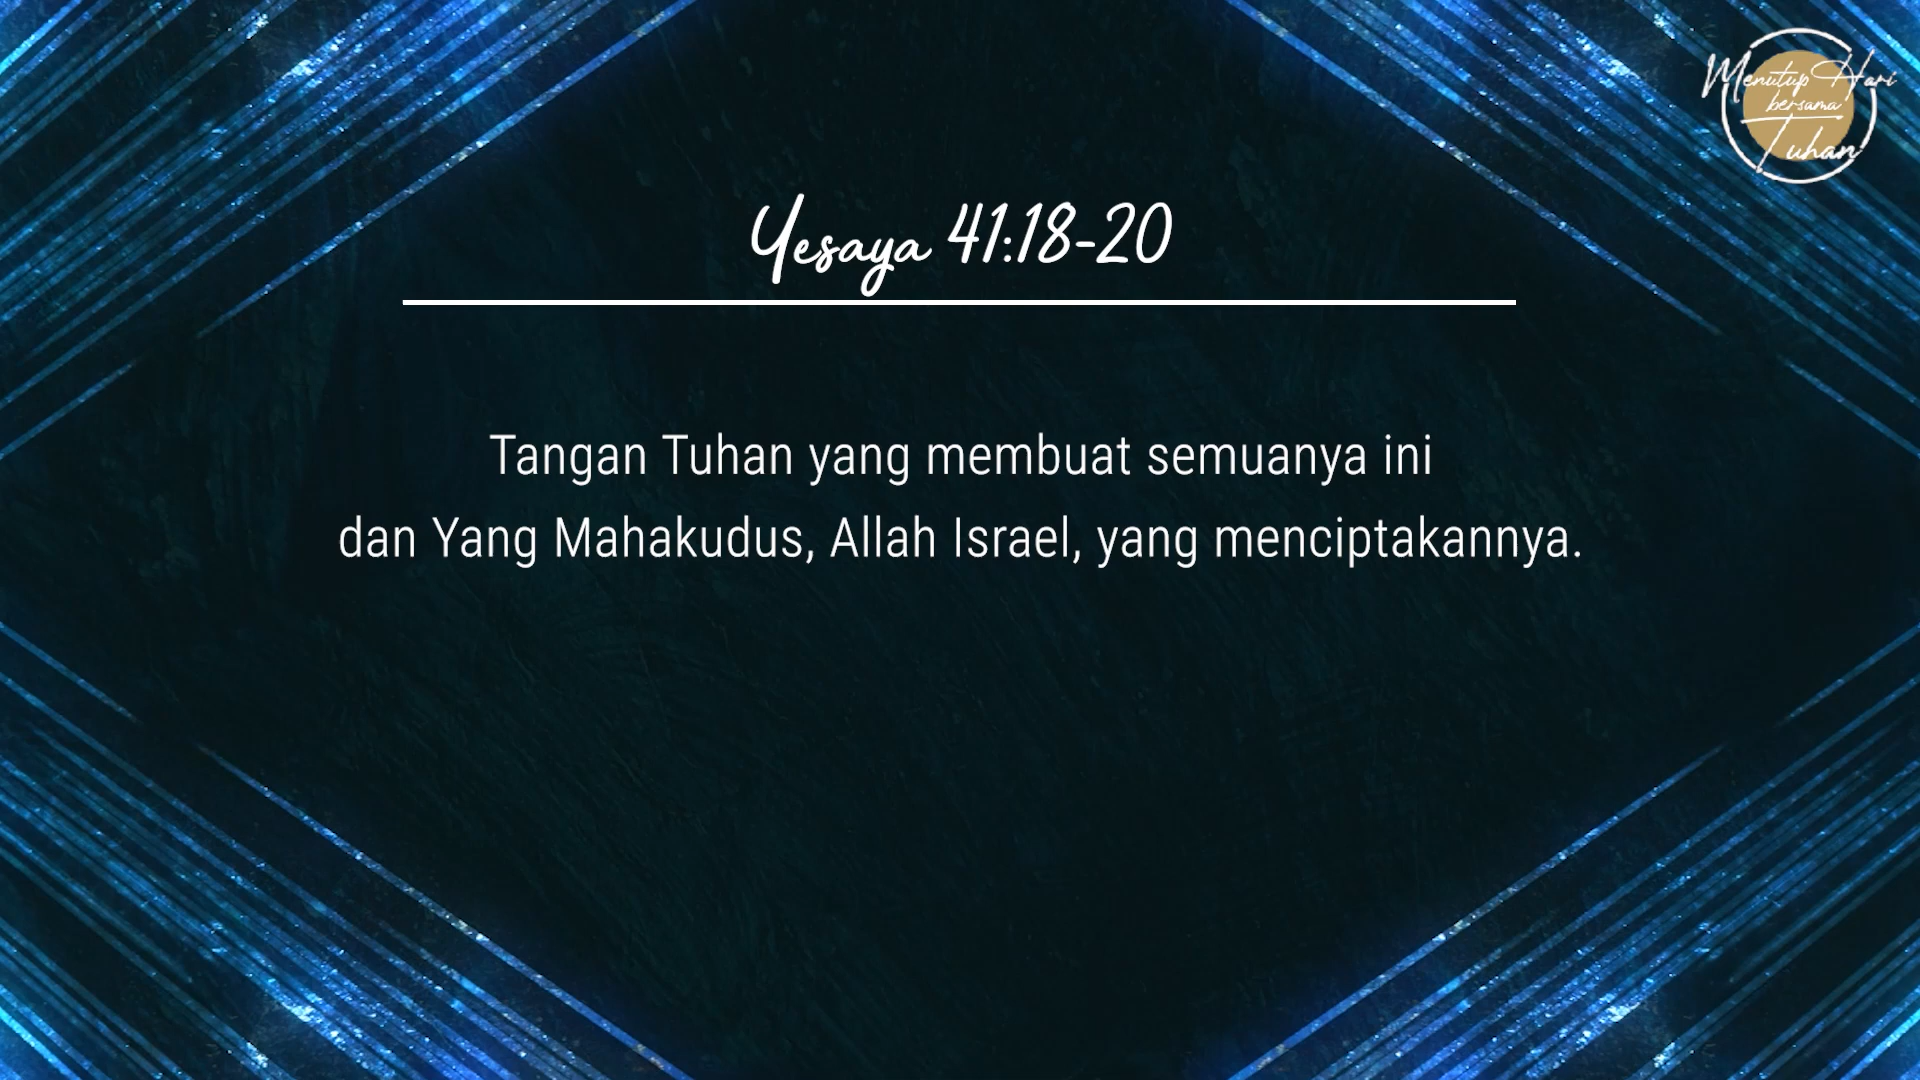 Menutup Hari
bersama
Tuhan
Yesaya 41:18-20
Tangan Tuhan yang membuat semuanya ini
dan Yang Mahakudus, Allah Israel, yang menciptakannya.